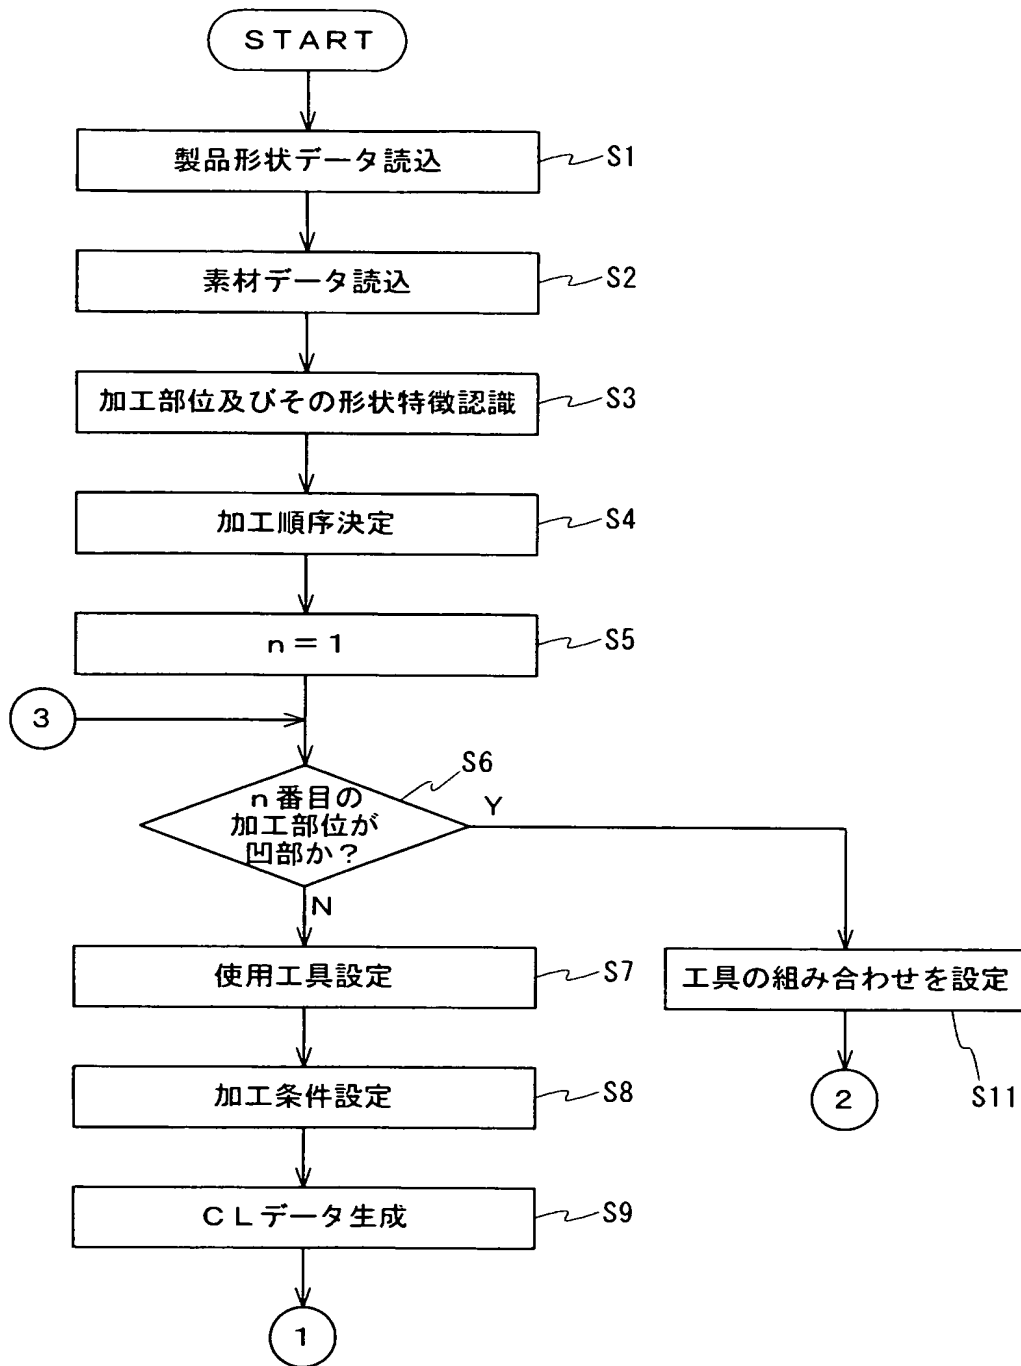 START
製品形状データ読込
S1
素材データ読込
S2
加工部位及びその形状特徴認識
S3
加工順序決定
S4
n=1
S5
3
S6
n番目の
加工部位が
凹部か？
Y
N
使用工具設定
S7
工具の組み合わせを設定
S11
加工条件設定
S8
2
CLデータ生成
S9
1